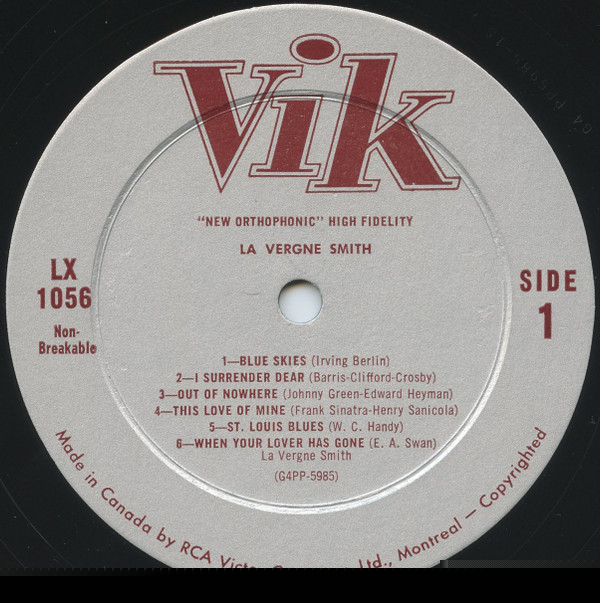 Vik
"NEW ORTHOPHONIC" HIGH FIDELITY
LA VERGNE SMITH
LX
1056
Non-
Breakable
SIDE
1
1—BLUE SKIES (Irving Berlin)
2—I SURRENDER DEAR (Barris-Clifford-Crosby)
3—OUT OF NOWHERE (Johnny Green-Edward Heyman)
4—THIS LOVE OF MINE (Frank Sinatra-Henry Sanicola)
5—ST. LOUIS BLUES (W. C. Handy)
6—WHEN YOUR LOVER HAS GONE (E. A. Swan)
La Vergne Smith
(G4PP-5985)
Made in Canada by RCA Ltd., Montreal — Copyrighted